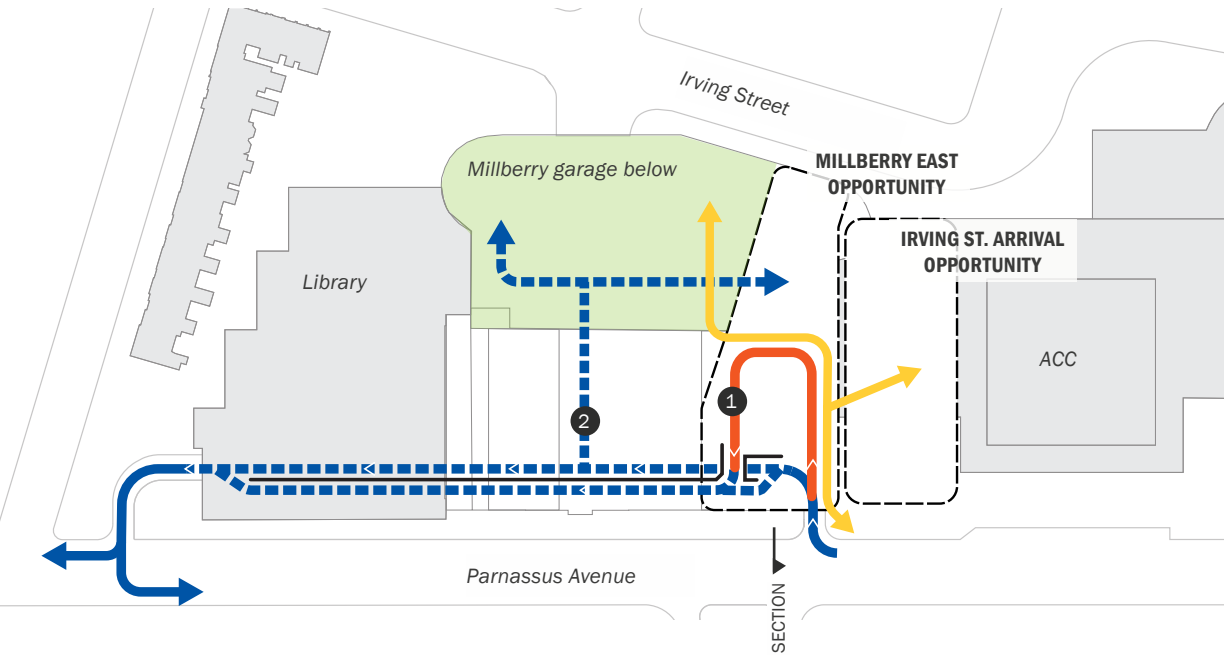 Irving Street
Millberry garage below
MILLBERRY EAST
OPPORTUNITY
IRVING ST. ARRIVAL
OPPORTUNITY
Library
ACC
1
2
Parnassus Avenue
SECTION